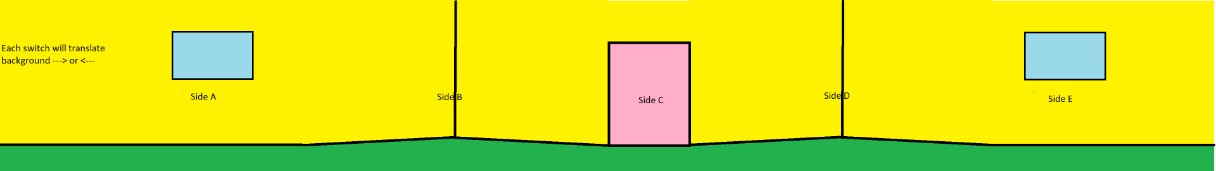 Each switch will translate
background ---> or <---
Side A
Side B
Side C
Side D
Side E